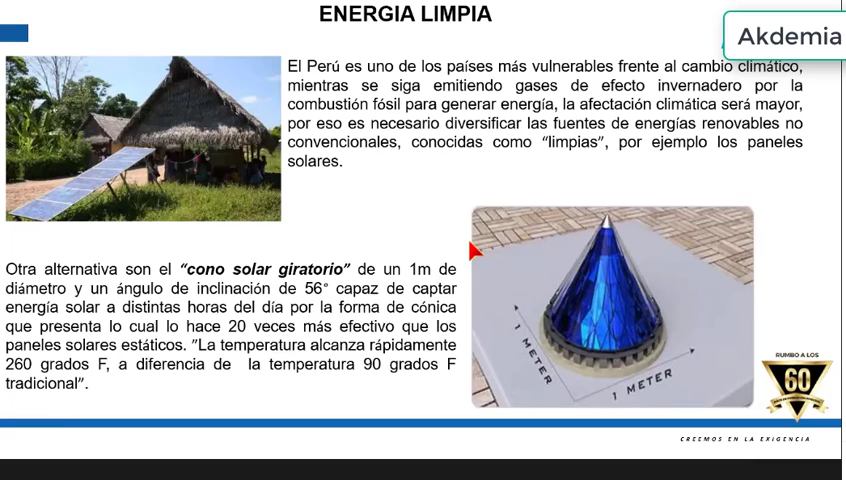 ENERGIA LIMPIA
Akdemia
El Perú es uno de los países más vulnerables frente al cambio climático,
mientras se siga emitiendo gases de efecto invernadero por la
combustión fósil para generar energía, la afectación climática será mayor,
por eso es necesario diversificar las fuentes de energías renovables no
convencionales, conocidas como “limpias”, por ejemplo los paneles
solares.
Otra alternativa son el “cono solar giratorio” de un 1m de
diámetro y un ángulo de inclinación de 56° capaz de captar
energía solar a distintas horas del día por la forma de cónica
que presenta lo cual lo hace 20 veces más efectivo que los
paneles solares estáticos. ”La temperatura alcanza rápidamente
260 grados F, a diferencia de la temperatura 90 grados F
tradicional”.
1 METER
1 METER
RUMBO A LOS
60
CREEMOS EN LA EXIGENCIA